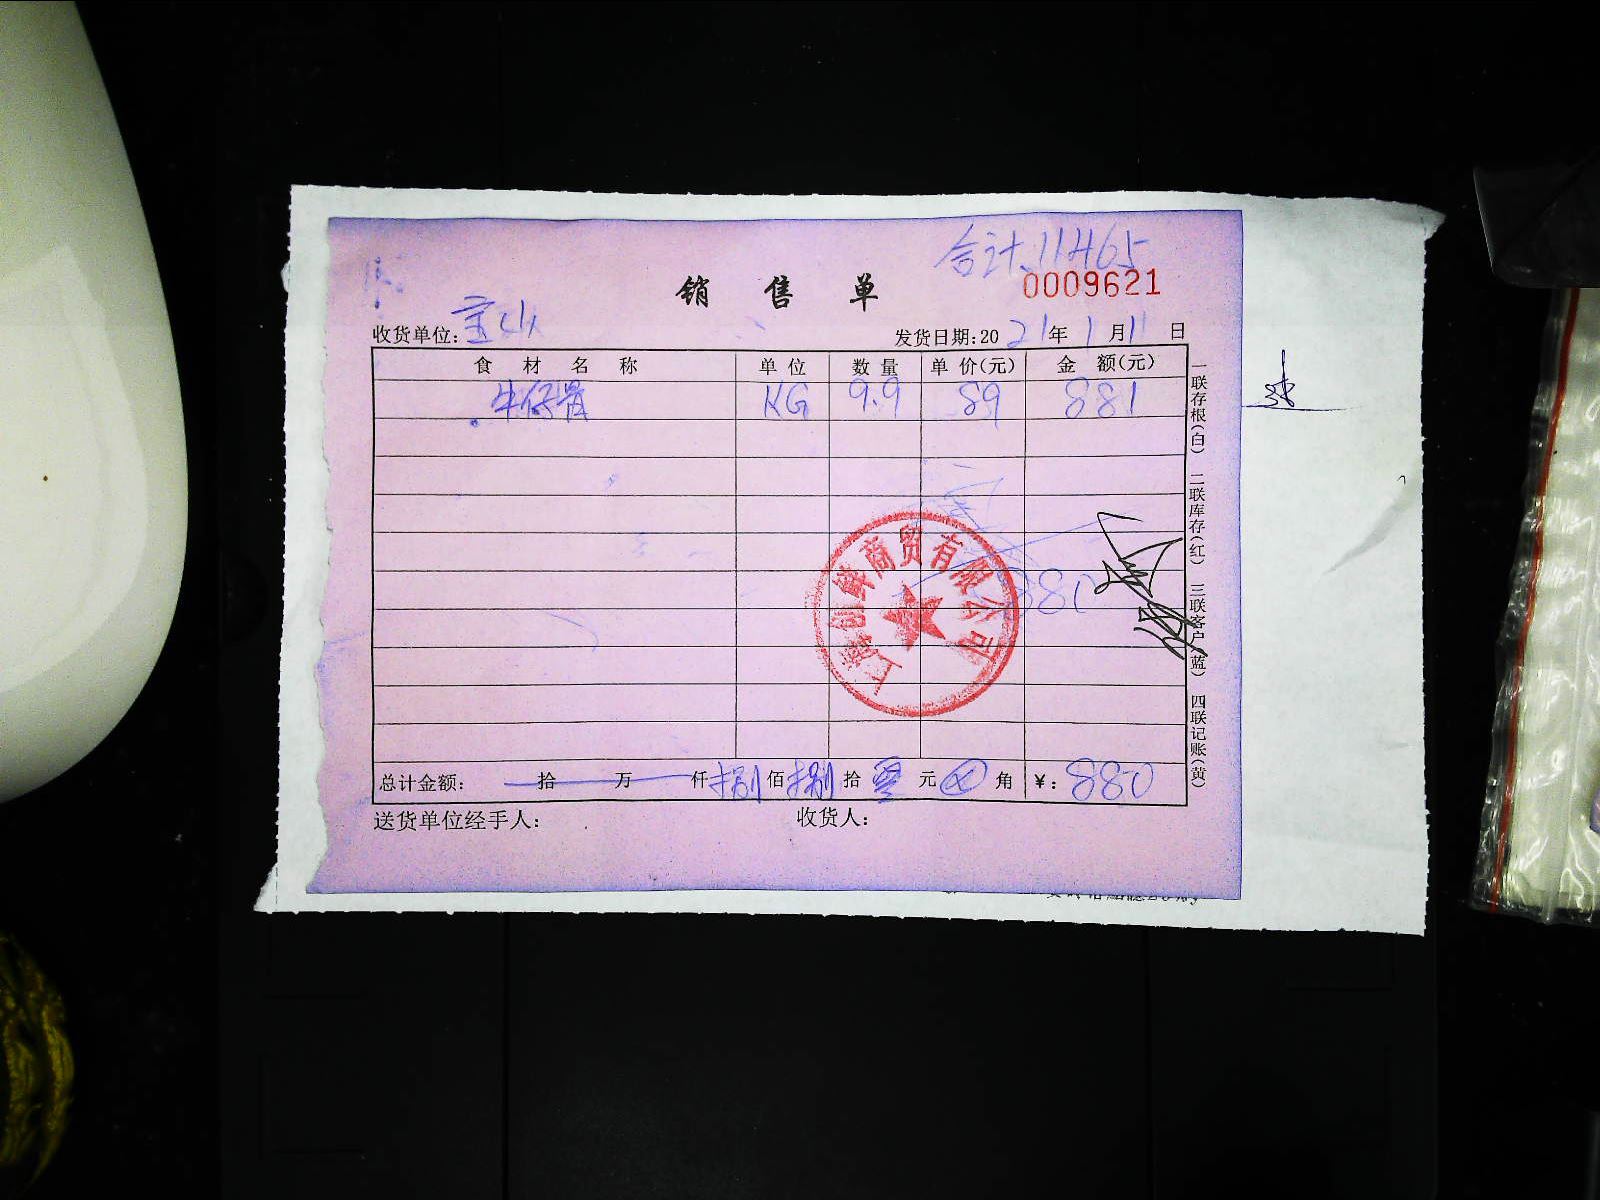 合计.11465
销售单
0009621
收货单位:宝山
发货日期:2021年1月11日
食材名称 单位 数量 单价(元) 金额(元)
牛仔骨 KG 9.9 89 881
880
商贸有限公司
上海
总计金额: 拾 万 仟捌佰捌拾零元 角 ¥:880
送货单位经手人:
收货人:
一联存根(白) 二联库存(红) 三联客户(蓝) 四联记账(黄)